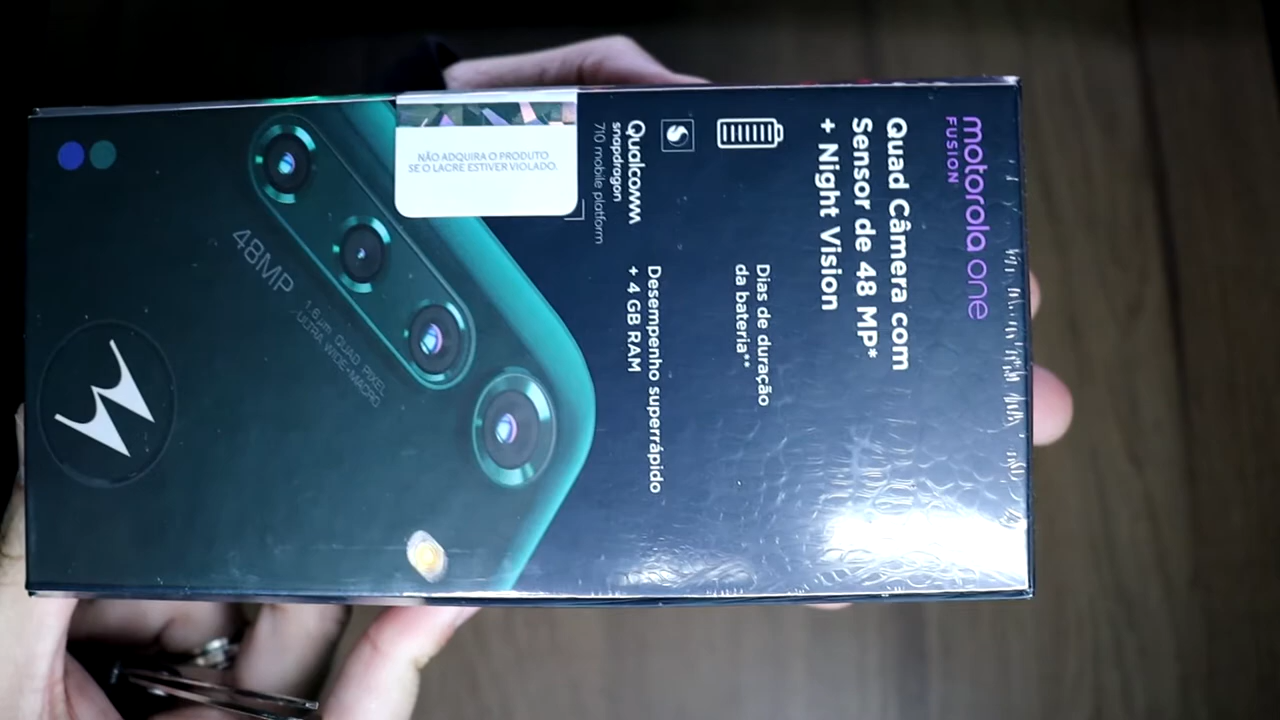 motorola one
FUSION
Quad Câmera com
Sensor de 48 MP*
+ Night Vision
Dias de duração
da bateria**
Qualcomm
snapdragon
710 mobile platform
Desempenho superrápido
+ 4 GB RAM
NÃO ADQUIRA O PRODUTO
SE O LACRE ESTIVER VIOLADO.
48MP
1.6 µm QUAD PIXEL
ULTRA WIDE+MACRO